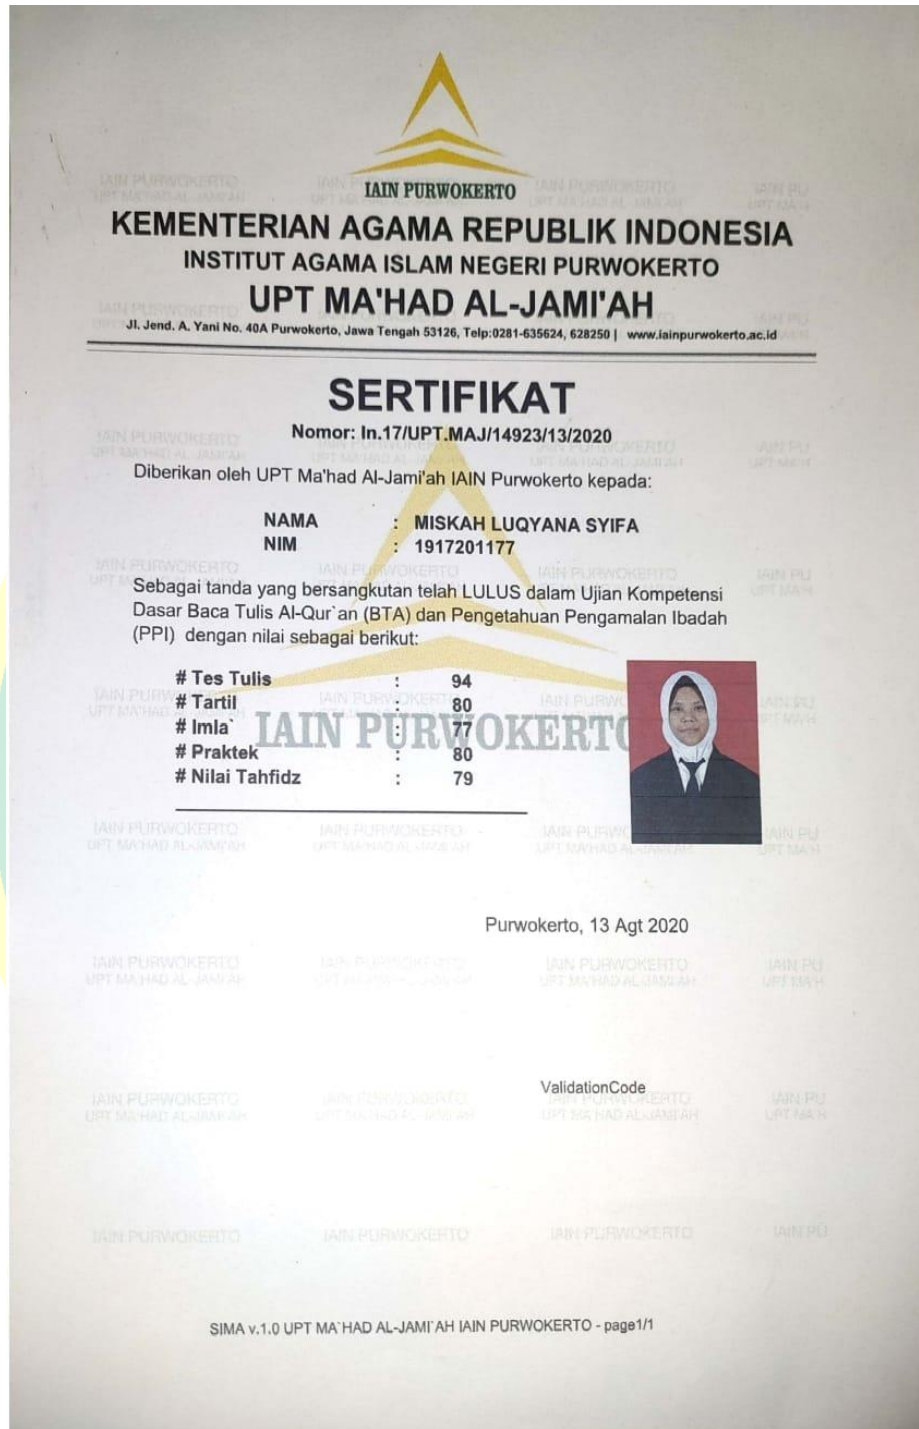 IAIN PURWOKERTO
KEMENTERIAN AGAMA REPUBLIK INDONESIA
INSTITUT AGAMA ISLAM NEGERI PURWOKERTO
UPT MA'HAD AL-JAMI'AH
Jl. Jend. A. Yani No. 40A Purwokerto, Jawa Tengah 53126, Telp:0281-635624, 628250 | www.iainpurwokerto.ac.id
SERTIFIKAT
Nomor: In.17/UPT.MAJ/14923/13/2020
Diberikan oleh UPT Ma'had Al-Jami'ah IAIN Purwokerto kepada:
NAMA : MISKAH LUQYANA SYIFA
NIM : 1917201177
Sebagai tanda yang bersangkutan telah LULUS dalam Ujian Kompetensi
Dasar Baca Tulis Al-Qur`an (BTA) dan Pengetahuan Pengamalan Ibadah
(PPI) dengan nilai sebagai berikut:
# Tes Tulis : 94
# Tartil : 80
# Imla` : 77
# Praktek : 80
# Nilai Tahfidz : 79
IAIN PURWOKERTO
Purwokerto, 13 Agt 2020
ValidationCode
SIMA v.1.0 UPT MA`HAD AL-JAMI`AH IAIN PURWOKERTO - page1/1